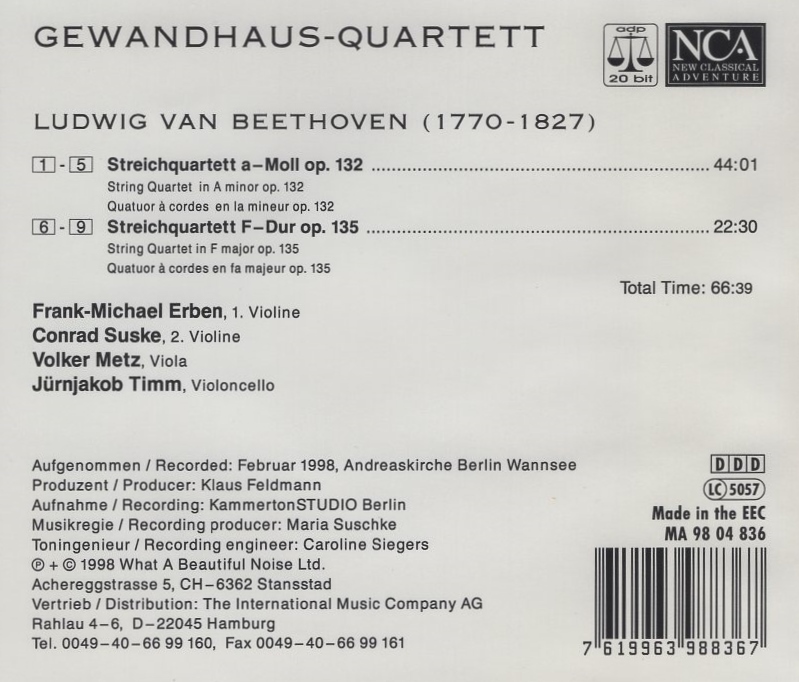 GEWANDHAUS-QUARTETT
adp
20 bit
NCA
NEW CLASSICAL
ADVENTURE
LUDWIG VAN BEETHOVEN (1770-1827)
1 - 5 Streichquartett a–Moll op. 132 ........ 44:01
String Quartet in A minor op. 132
Quatuor à cordes en la mineur op. 132
6 - 9 Streichquartett F–Dur op. 135 ........ 22:30
String Quartet in F major op. 135
Quatuor à cordes en fa majeur op. 135
Total Time: 66:39
Frank-Michael Erben, 1. Violine
Conrad Suske, 2. Violine
Volker Metz, Viola
Jürnjakob Timm, Violoncello
Aufgenommen / Recorded: Februar 1998, Andreaskirche Berlin Wannsee
Produzent / Producer: Klaus Feldmann
Aufnahme / Recording: KammertonSTUDIO Berlin
Musikregie / Recording producer: Maria Suschke
Toningenieur / Recording engineer: Caroline Siegers
℗ + © 1998 What A Beautiful Noise Ltd.
Achereggstrasse 5, CH–6362 Stansstad
Vertrieb / Distribution: The International Music Company AG
Rahlau 4–6, D–22045 Hamburg
Tel. 0049–40–66 99 160, Fax 0049–40–66 99 161
DDD
LC 5057
Made in the EEC
MA 98 04 836
7 619963 988367